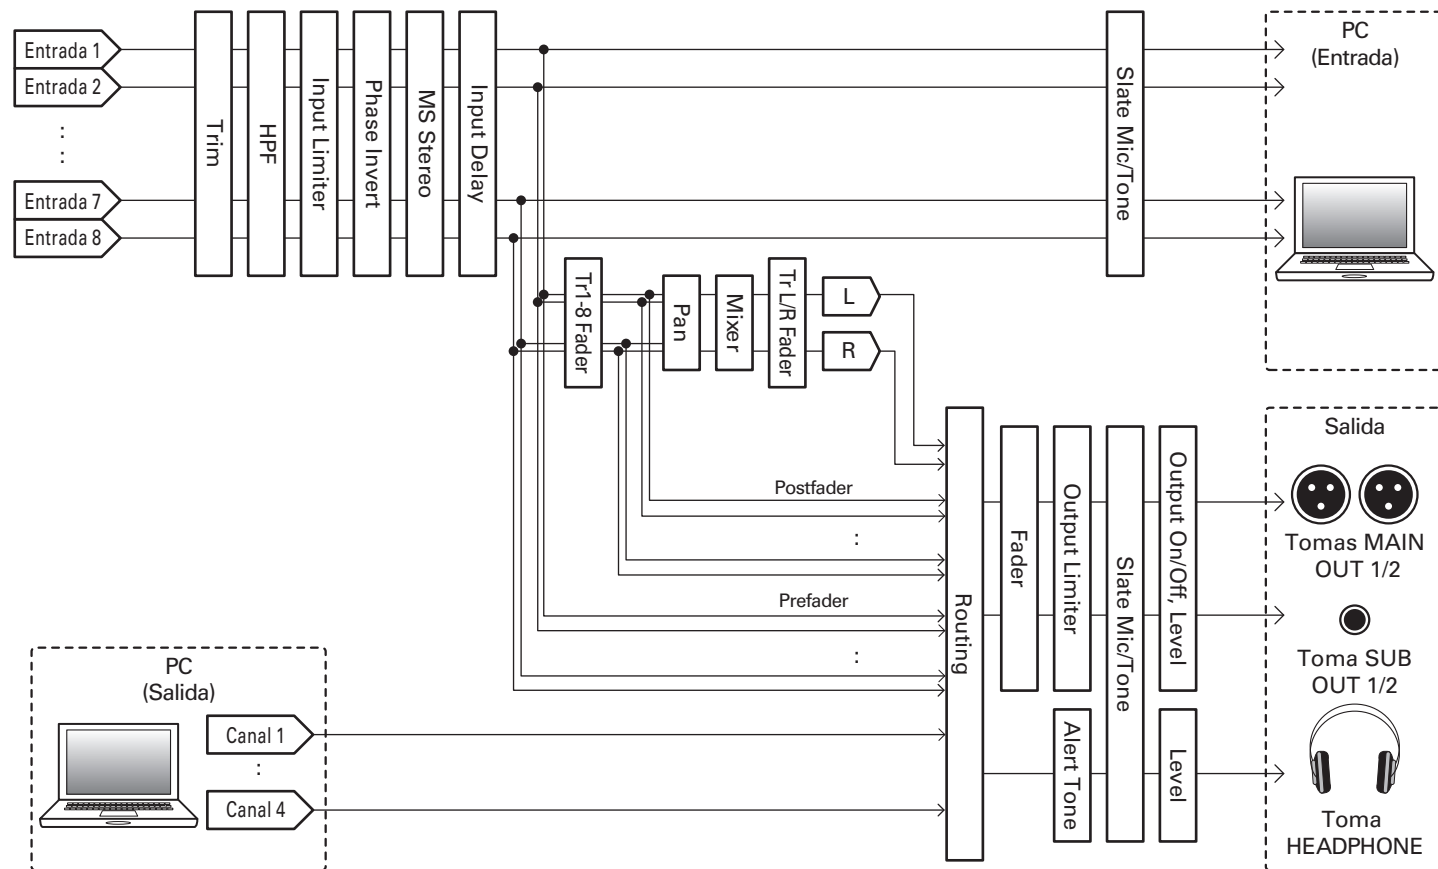 Entrada 1
Entrada 2
:
:
Entrada 7
Entrada 8
Trim
HPF
Input Limiter
Phase Invert
MS Stereo
Input Delay
Slate Mic/Tone
PC
(Entrada)
Tr1-8 Fader
Pan
Mixer
Tr L/R Fader
L
R
Postfader
:
Prefader
:
Routing
Fader
Output Limiter
Alert Tone
Slate Mic/Tone
Output On/Off, Level
Level
Salida
Tomas MAIN
OUT 1/2
Toma SUB
OUT 1/2
Toma
HEADPHONE
PC
(Salida)
Canal 1
:
Canal 4